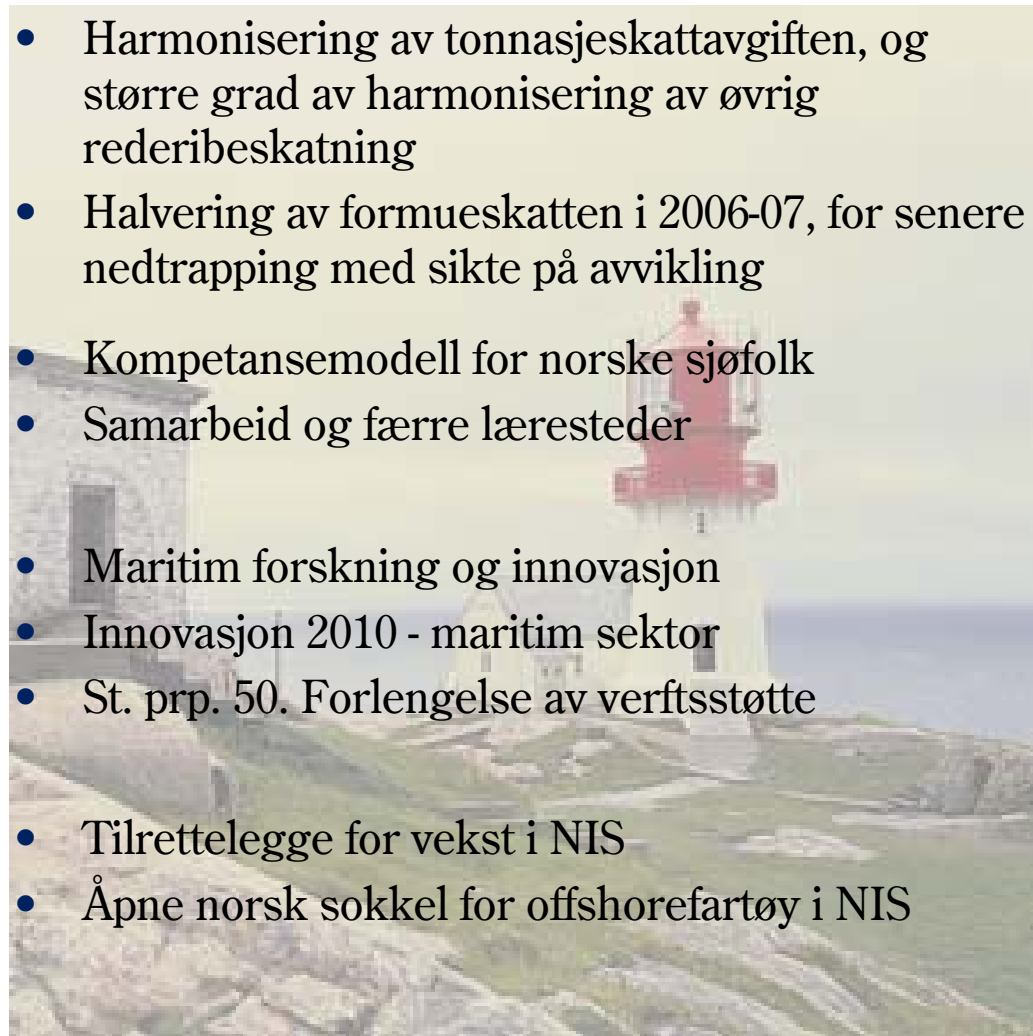 • Harmonisering av tonnasjeskattavgiften, og
større grad av harmonisering av øvrig
rederibeskatning
• Halvering av formueskatten i 2006-07, for senere
nedtrapping med sikte på avvikling
• Kompetansemodell for norske sjøfolk
• Samarbeid og færre læresteder
• Maritim forskning og innovasjon
• Innovasjon 2010 - maritim sektor
• St. prp. 50. Forlengelse av verftsstøtte
• Tilrettelegge for vekst i NIS
• Åpne norsk sokkel for offshorefartøy i NIS